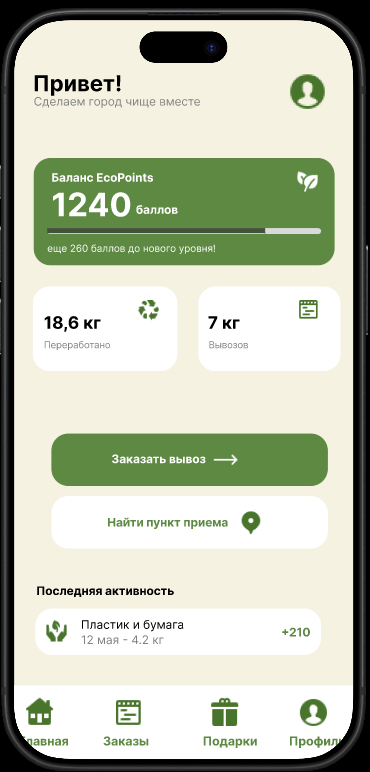 Привет!
Сделаем город чище вместе
Баланс EcoPoints
1240 баллов
еще 260 баллов до нового уровня!
18,6 кг
Переработано
7 кг
Вывозов
Заказать вывоз
Найти пункт приема
Последняя активность
Пластик и бумага
12 мая - 4.2 кг
+210
Главная
Заказы
Подарки
Профиль